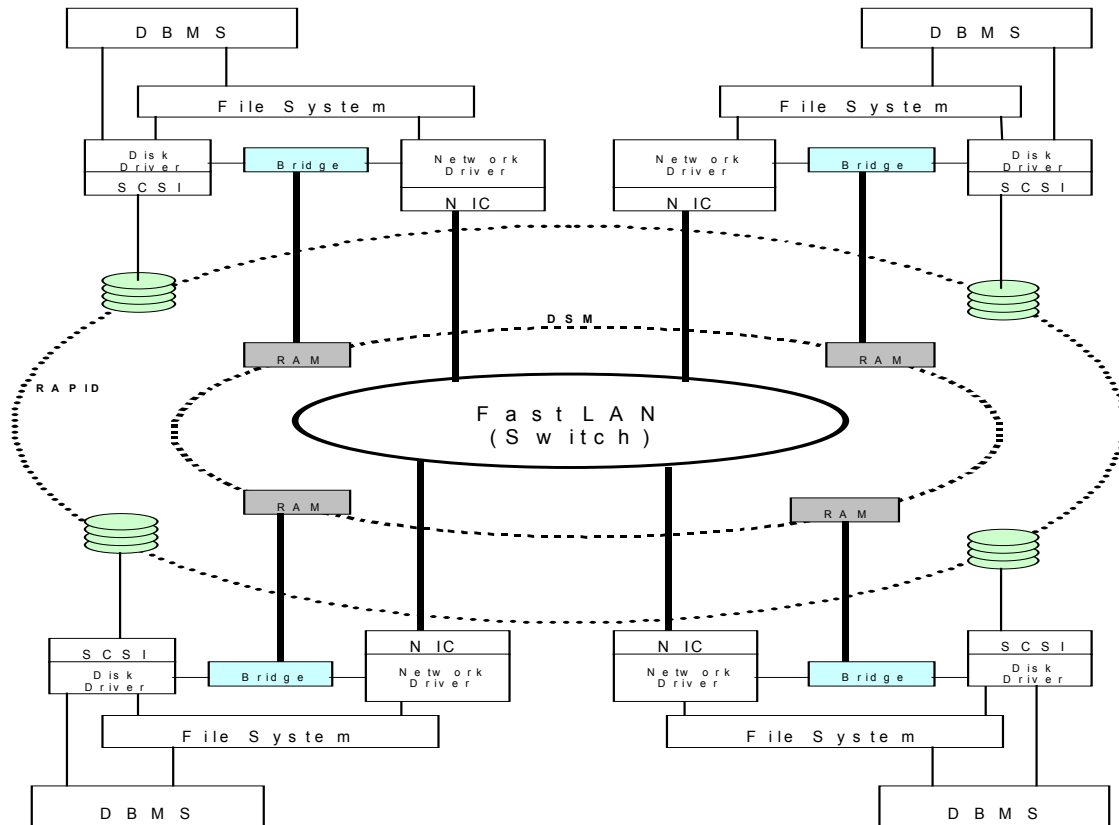 DBMS
DBMS
File System
File System
Disk
Driver
SCSI
Bridge
Network
Driver
NIC
Network
Driver
NIC
Bridge
Disk
Driver
SCSI
DSM
RAM
RAM
RAPID
FastLAN
(Switch)
RAM
RAM
SCSI
Disk
Driver
Bridge
NIC
Network
Driver
NIC
Network
Driver
Bridge
SCSI
Disk
Driver
File System
File System
DBMS
DBMS